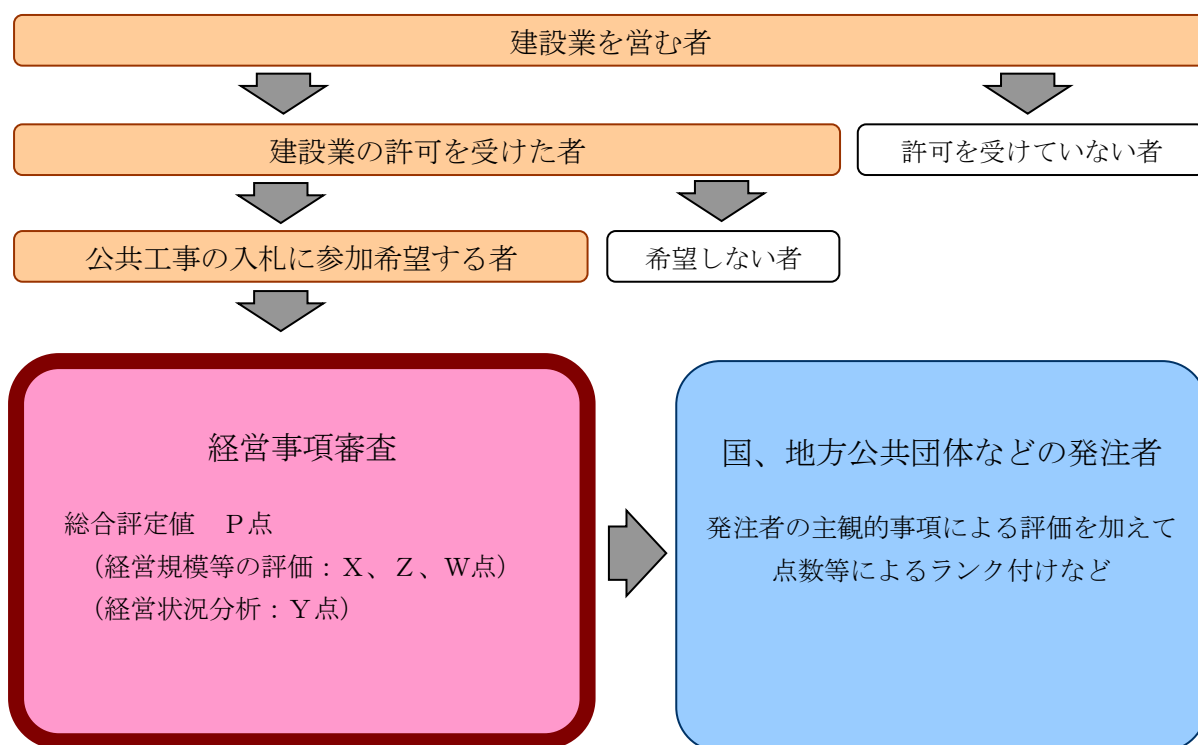 建設業を営む者
建設業の許可を受けた者
許可を受けていない者
公共工事の入札に参加希望する者
希望しない者
経営事項審査
総合評定値　Ｐ点
（経営規模等の評価：Ｘ、Ｚ、Ｗ点）
（経営状況分析：Ｙ点）
国、地方公共団体などの発注者
発注者の主観的事項による評価を加えて
点数等によるランク付けなど